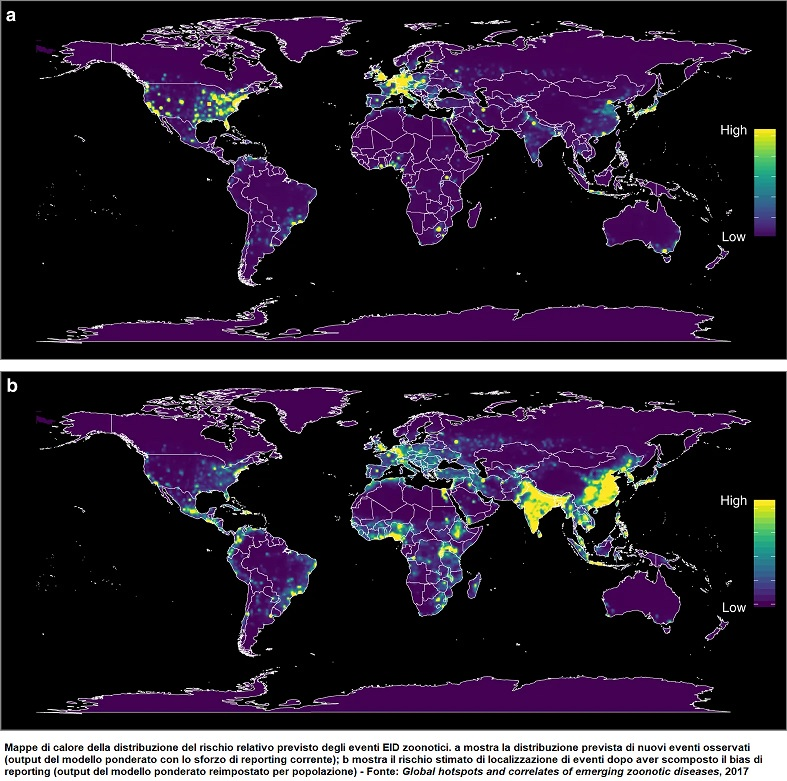 a
High
Low
b
High
Low
Mappe di calore della distribuzione del rischio relativo previsto degli eventi EID zoonotici. a mostra la distribuzione prevista di nuovi eventi osservati
(output del modello ponderato con lo sforzo di reporting corrente); b mostra il rischio stimato di localizzazione di eventi dopo aver scomposto il bias di
reporting (output del modello ponderato reimpostato per popolazione) - Fonte: Global hotspots and correlates of emerging zoonotic diseases, 2017